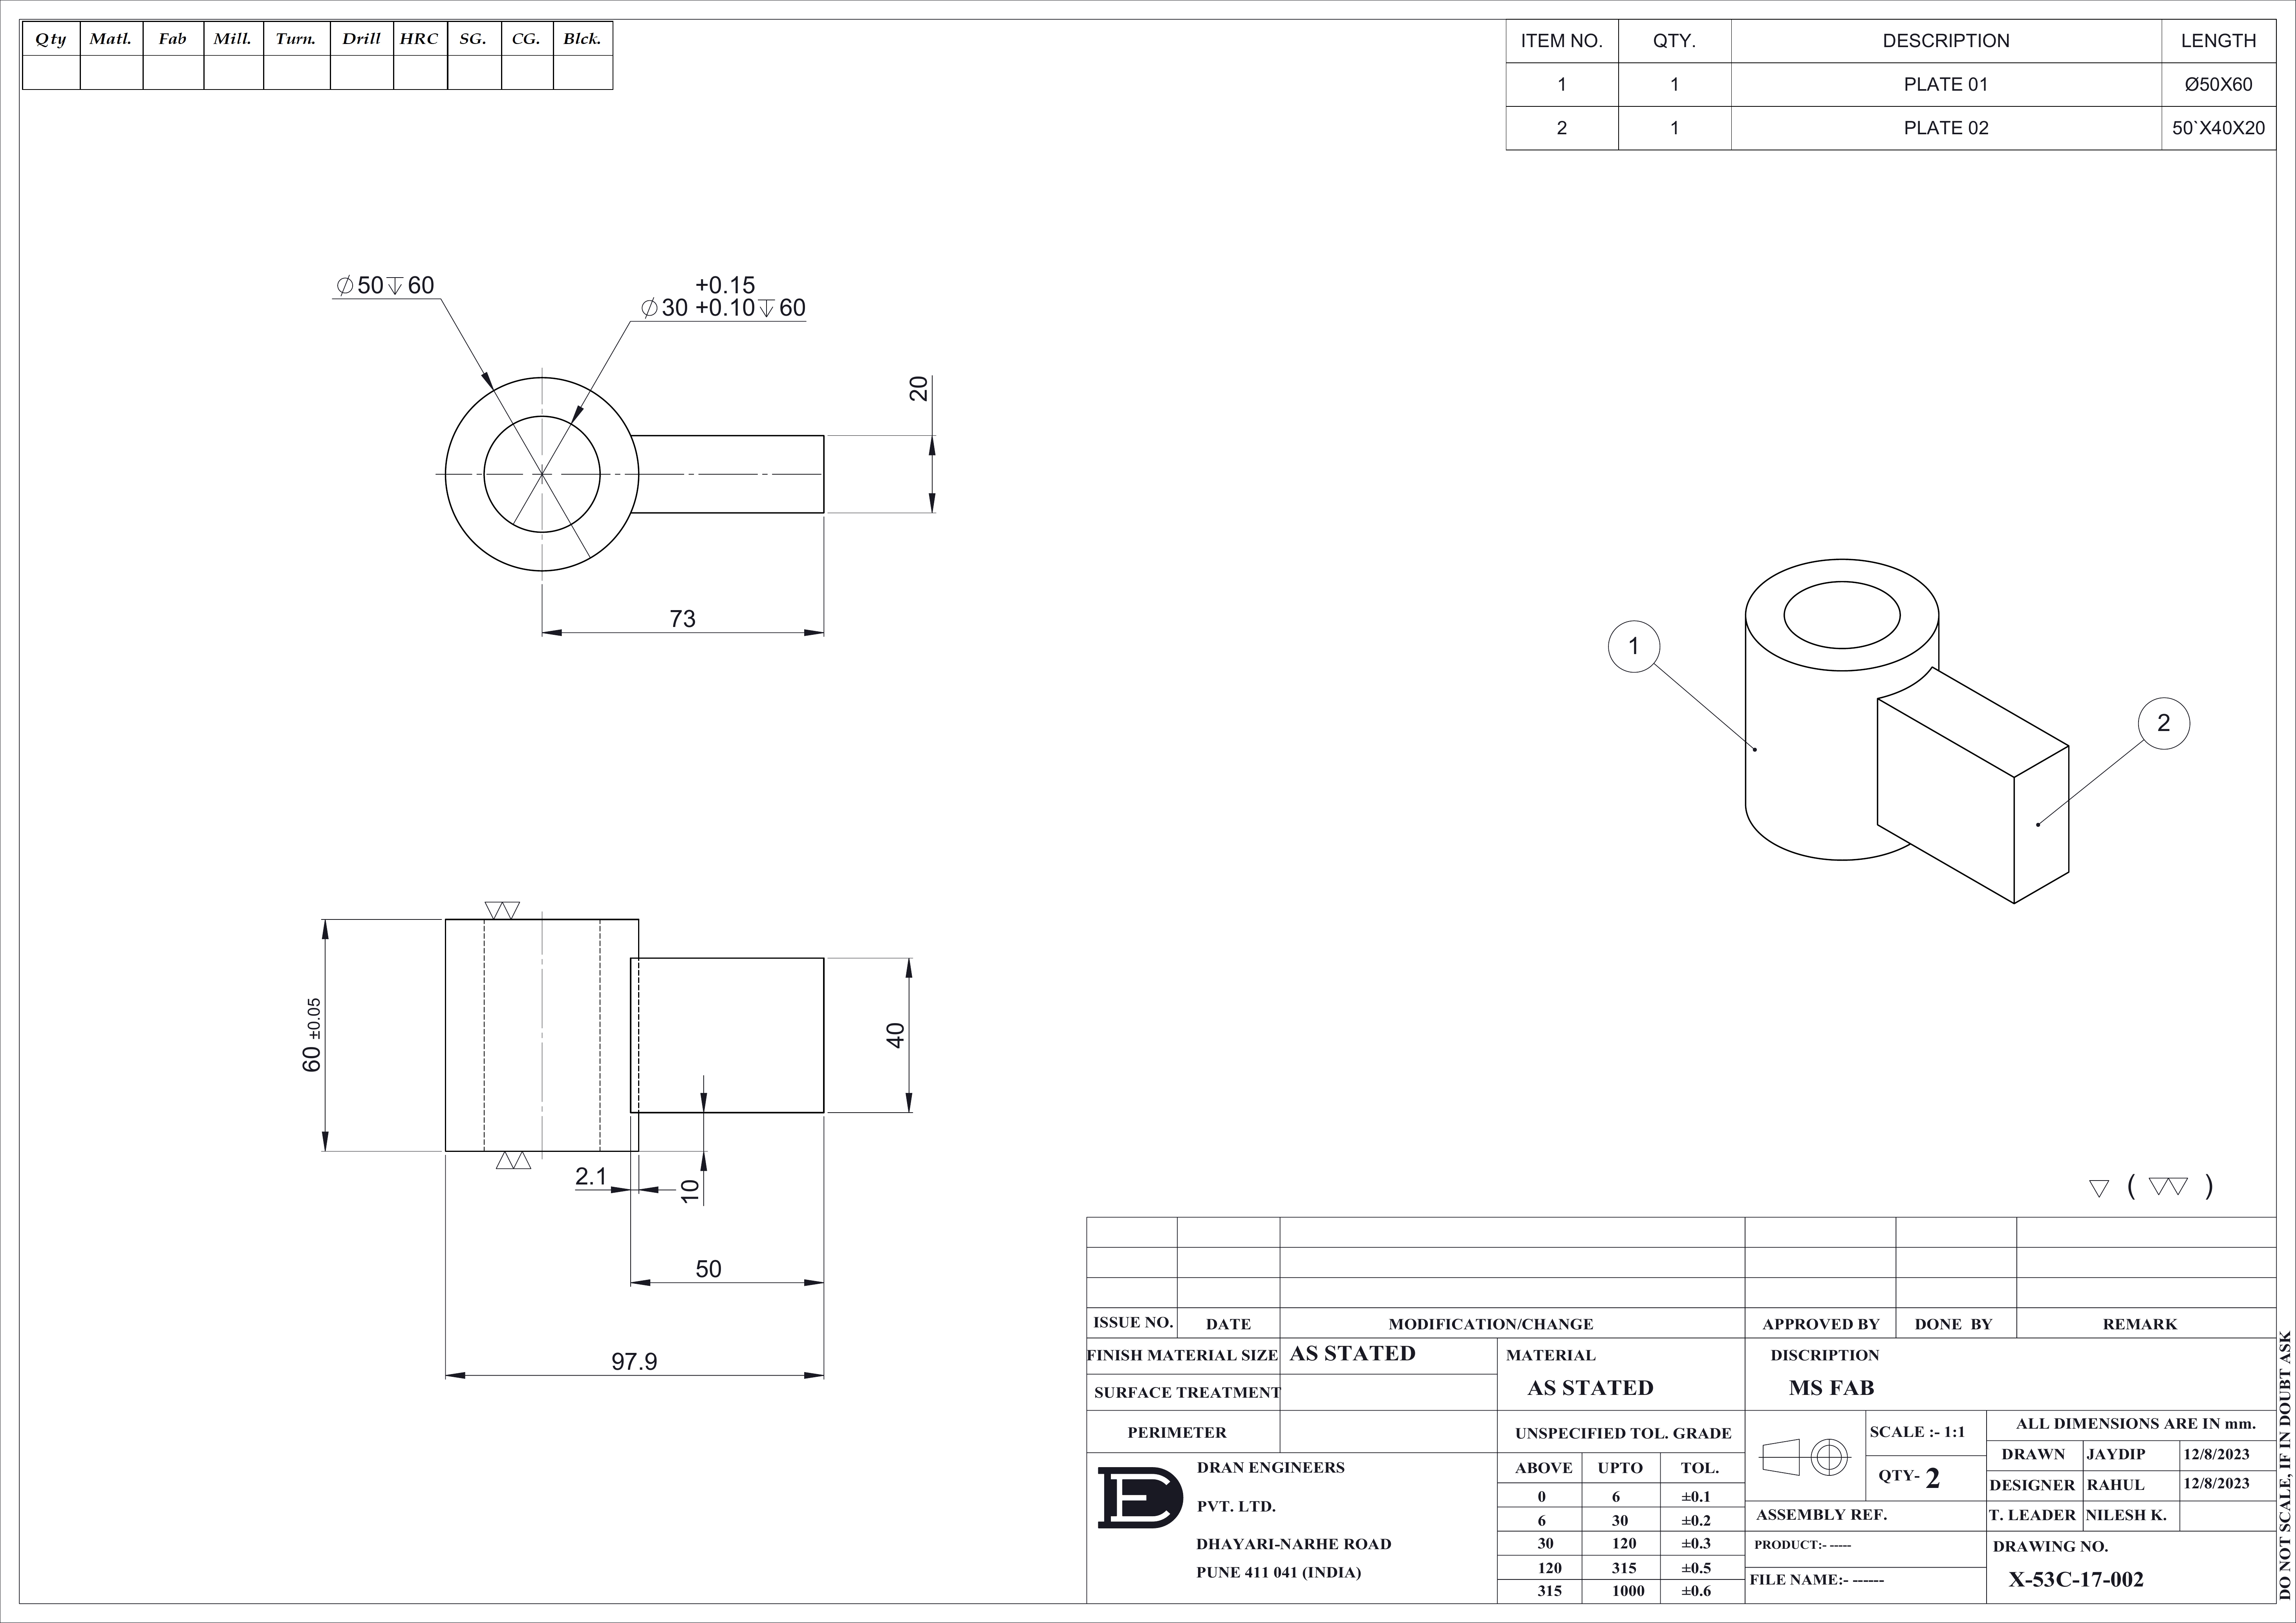 Qty Matl. Fab Mill. Turn. Drill HRC SG. CG. Blck.
ITEM NO. QTY. DESCRIPTION LENGTH
1 1 PLATE 01 Ø50X60
2 1 PLATE 02 50`X40X20
⌀50↧60
+0.15
⌀30 +0.10↧60
20
73
1
2
60 ±0.05
40
2.1
10
50
97.9
( )
ISSUE NO. DATE MODIFICATION/CHANGE APPROVED BY DONE BY REMARK
FINISH MATERIAL SIZE AS STATED
SURFACE TREATMENT
PERIMETER
MATERIAL
AS STATED
DISCRIPTION
MS FAB
UNSPECIFIED TOL. GRADE
ABOVE UPTO TOL.
0 6 ±0.1
6 30 ±0.2
30 120 ±0.3
120 315 ±0.5
315 1000 ±0.6
DE
DRAN ENGINEERS
PVT. LTD.
DHAYARI-NARHE ROAD
PUNE 411 041 (INDIA)
SCALE :- 1:1
QTY- 2
ALL DIMENSIONS ARE IN mm.
DRAWN JAYDIP 12/8/2023
DESIGNER RAHUL 12/8/2023
T. LEADER NILESH K.
ASSEMBLY REF.
PRODUCT:- -----
FILE NAME:- ------
DRAWING NO.
X-53C-17-002
DO NOT SCALE, IF IN DOUBT ASK